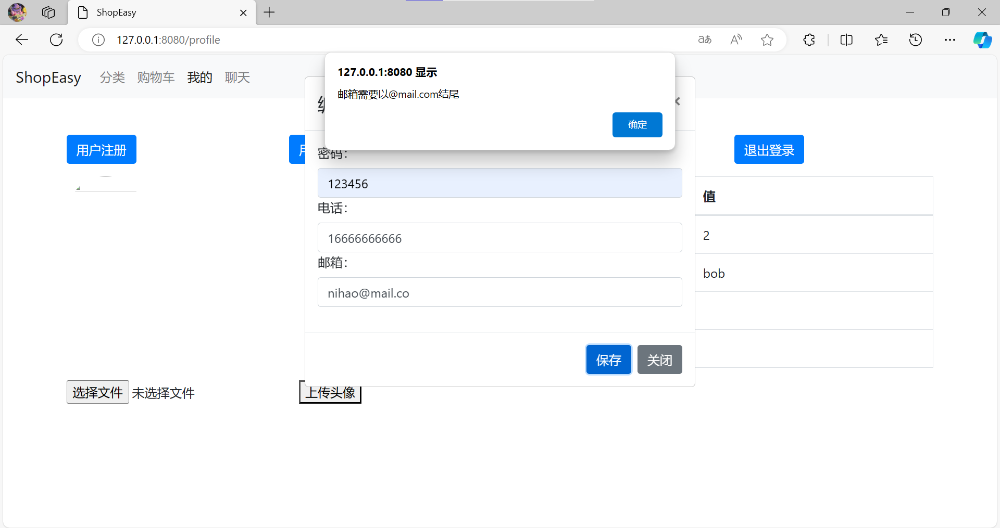 ShopEasy
127.0.0.1:8080/profile
ShopEasy 分类 购物车 我的 聊天
127.0.0.1:8080 显示
邮箱需要以@mail.com结尾
确定
用户注册
退出登录
密码：
123456
电话：
16666666666
邮箱：
nihao@mail.co
保存 关闭
值
2
bob
选择文件 未选择文件
上传头像